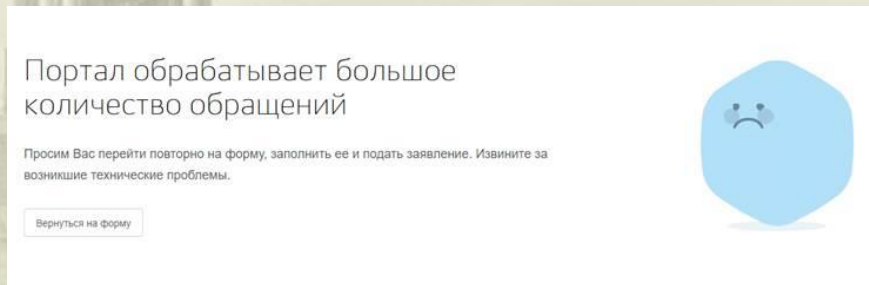 Портал обрабатывает большое
количество обращений
Просим Вас перейти повторно на форму, заполнить ее и подать заявление. Извините за
возникшие технические проблемы.
Вернуться на форму